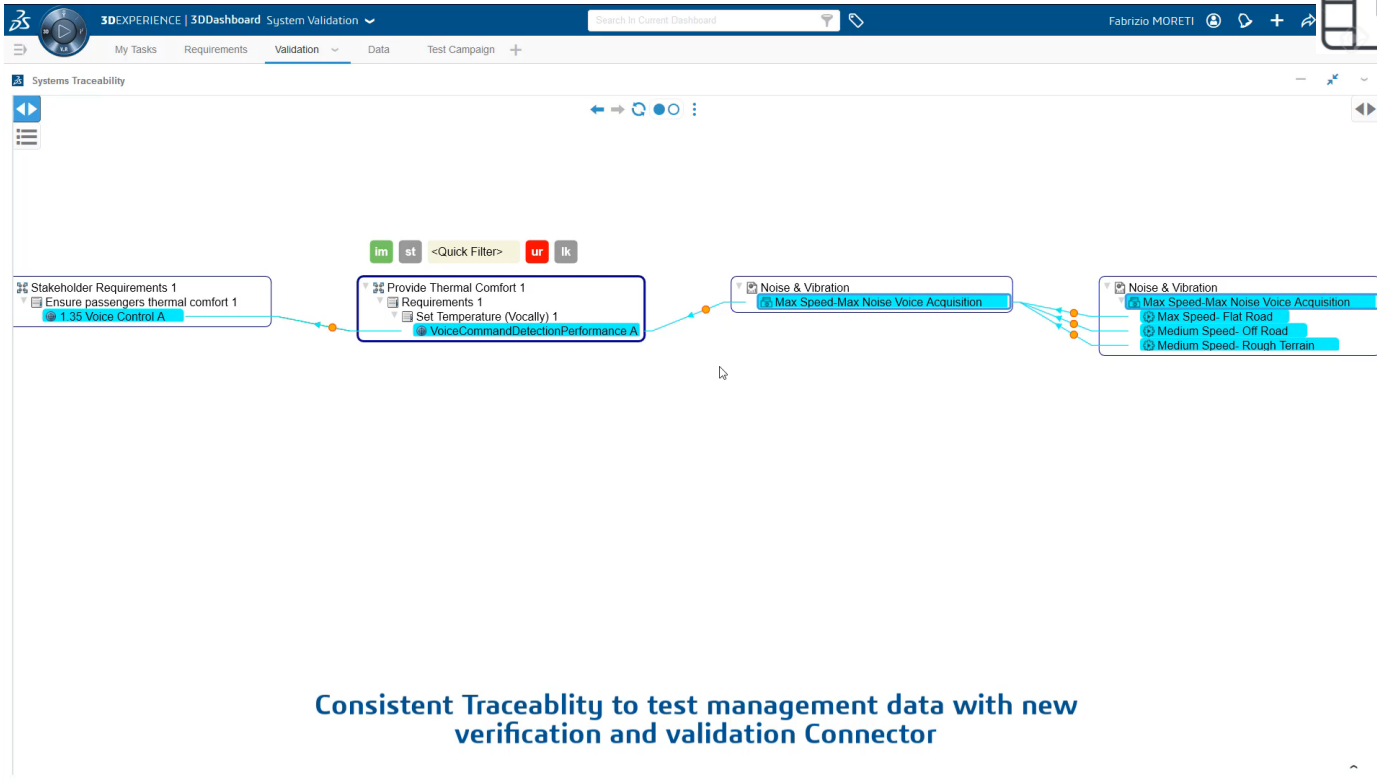 3DEXPERIENCE | 3DDashboard System Validation
Search In Current Dashboard
Fabrizio MORETI
3D
V.R
My Tasks
Requirements
Validation
Data
Test Campaign
Systems Traceability
im st <Quick Filter> ur lk
Stakeholder Requirements 1
Ensure passengers thermal comfort 1
1.35 Voice Control A
Provide Thermal Comfort 1
Requirements 1
Set Temperature (Vocally) 1
VoiceCommandDetectionPerformance A
Noise & Vibration
Max Speed-Max Noise Voice Acquisition
Noise & Vibration
Max Speed-Max Noise Voice Acquisition
Max Speed- Flat Road
Medium Speed- Off Road
Medium Speed- Rough Terrain
Consistent Traceablity to test management data with new
verification and validation Connector